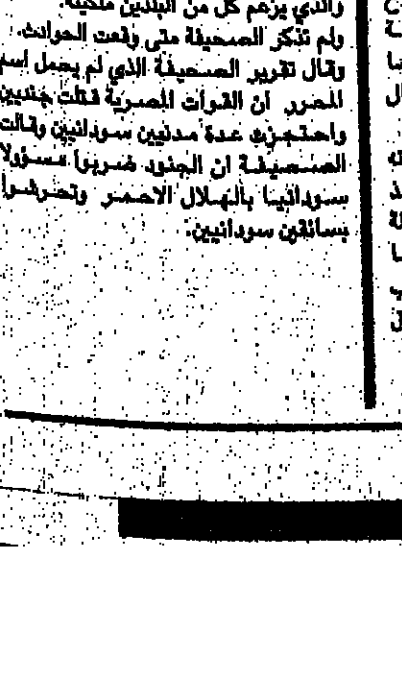 والذي يزعم كل من البلدين ملكيته.
ولم تذكر الصحيفة متى وقعت الحوادث.
وقال تقرير الصحيفة الذي لم يحمل اسم
المحرر ان القوات المصرية قتلت جنديين
واحتجزت عدة مدنيين سودانيين وقالت
الصحيفة ان الجنود ضربوا مسؤولا
سودانيا بالهلال الاحمر وتحرشوا
بسائقين سودانيين.